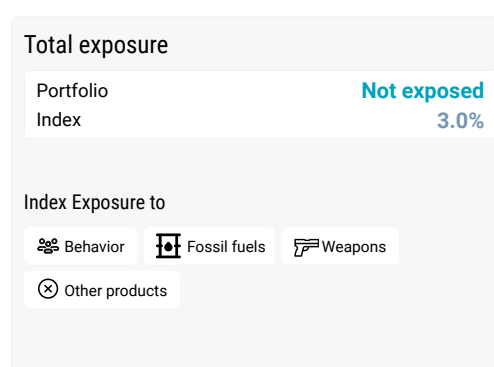 Total exposure
Portfolio Not exposed
Index 3.0%
Index Exposure to
Behavior Fossil fuels Weapons
Other products